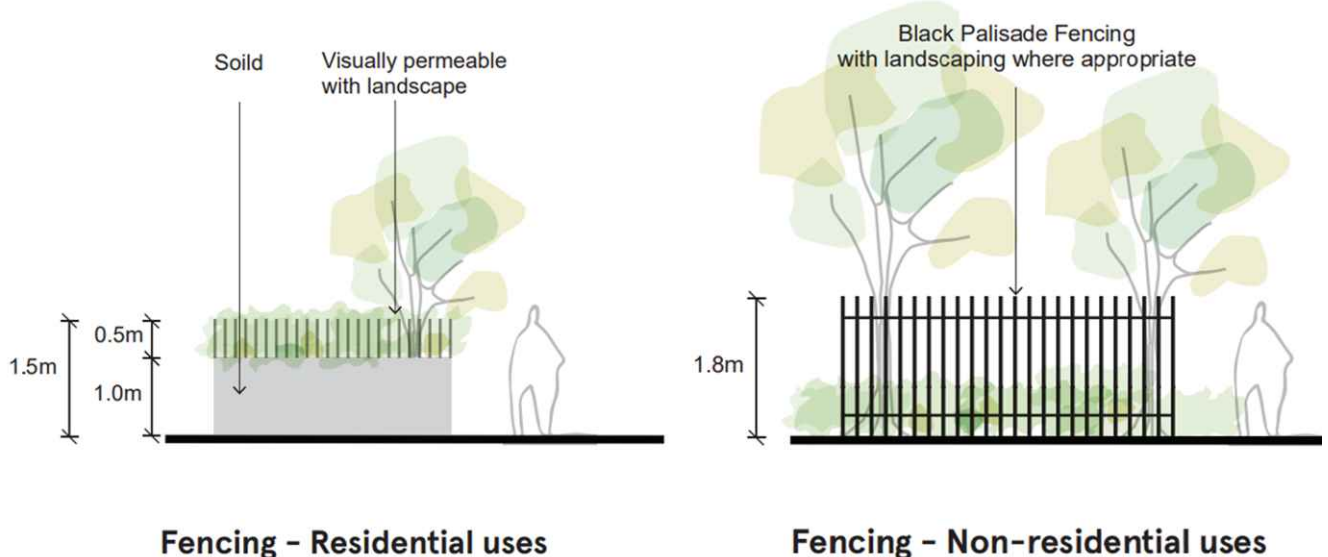 Soild
Visually permeable
with landscape
0.5m
1.5m
1.0m
Fencing - Residential uses
Black Palisade Fencing
with landscaping where appropriate
1.8m
Fencing - Non-residential uses